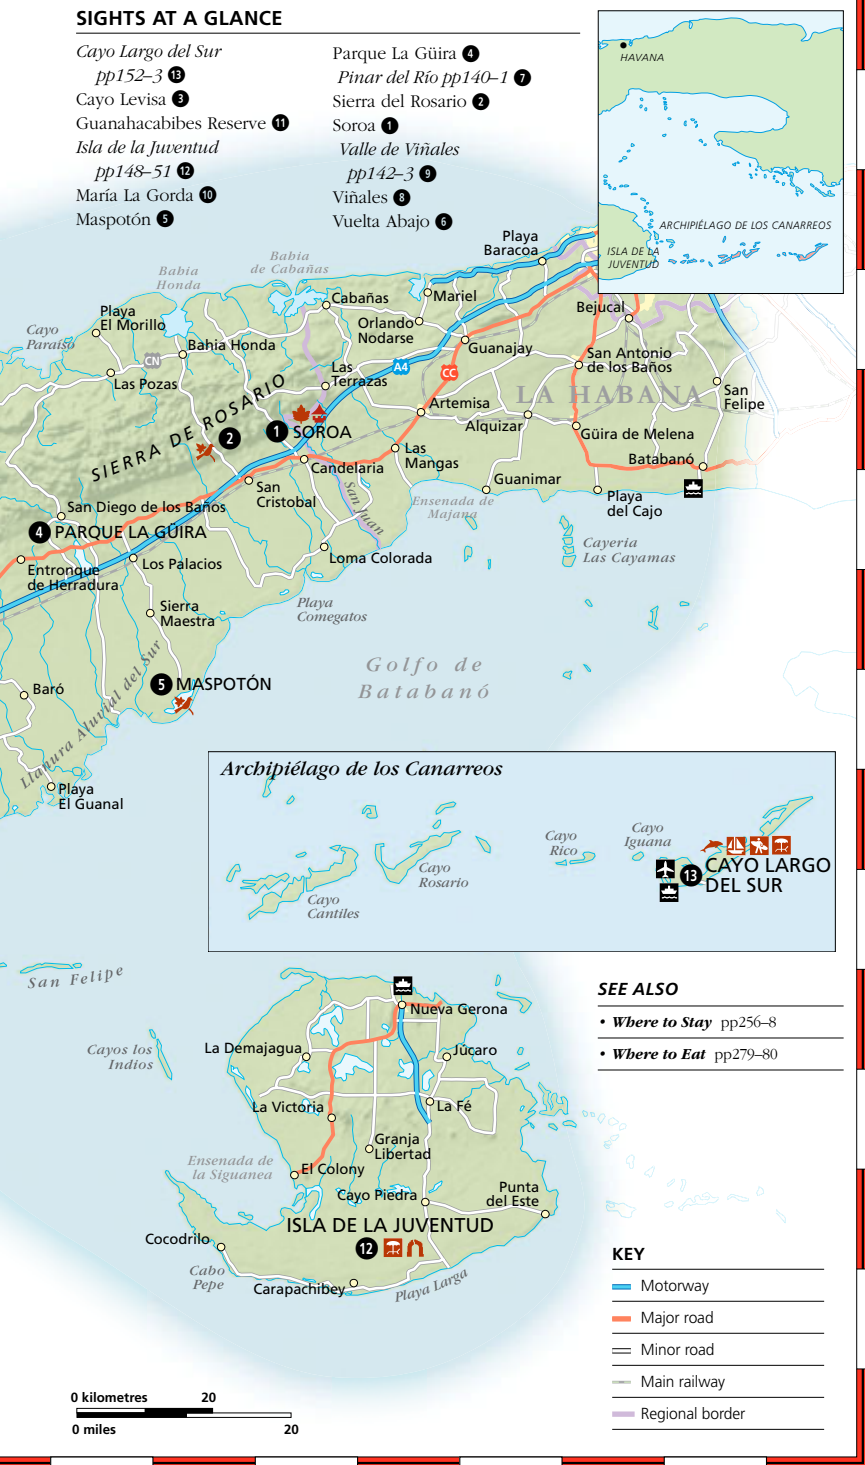 SIGHTS AT A GLANCE
Cayo Largo del Sur
pp152–3 13
Cayo Levisa 3
Guanahacabibes Reserve 11
Isla de la Juventud
pp148–51 12
María La Gorda 10
Maspotón 5
Parque La Güira 4
Pinar del Río pp140–1 7
Sierra del Rosario 2
Soroa 1
Valle de Viñales
pp142–3 9
Viñales 8
Vuelta Abajo 6
HAVANA
ARCHIPIÉLAGO DE LOS CANARREOS
ISLA DE LA
JUVENTUD
Playa
Baracoa
Bahía
de Cabañas
Bahía
Honda
Cabañas
Mariel
Bejucal
Playa
El Morillo
Orlando
Nodarse
Cayo
Paraíso
Bahía Honda
Guanajay
San Antonio
de los Baños
CN
A4
CC
Las Pozas
Las
Terrazas
LA HABANA
San
Felipe
Artemisa
Alquizar
SIERRA DE ROSARIO
2
1 SOROA
Güira de Melena
Las
Mangas
Batabanó
Candelaria
San
Cristobal
San Juan
Guanimar
Ensenada de
Majana
Playa
del Cajo
San Diego de los Baños
4 PARQUE LA GÜIRA
Cayería
Las Cayamas
Entronque
de Herradura
Los Palacios
Loma Colorada
Sierra
Maestra
Playa
Comegatos
Golfo de
Batabanó
Baró
5 MASPOTÓN
Llanura Aluvial del Sur
Playa
El Guanal
Archipiélago de los Canarreos
Cayo
Rico
Cayo
Iguana
Cayo
Rosario
13 CAYO LARGO
DEL SUR
Cayo
Cantiles
San Felipe
Nueva Gerona
Cayos los
Indios
La Demajagua
Júcaro
La Victoria
La Fé
Granja
Libertad
Ensenada de
la Siguanea
El Colony
Cayo Piedra
Punta
del Este
ISLA DE LA JUVENTUD
12
Cocodrilo
Cabo
Pepe
Carapachibey
Playa Larga
SEE ALSO
• Where to Stay pp256–8
• Where to Eat pp279–80
KEY
Motorway
Major road
Minor road
Main railway
Regional border
0 kilometres 20
0 miles 20